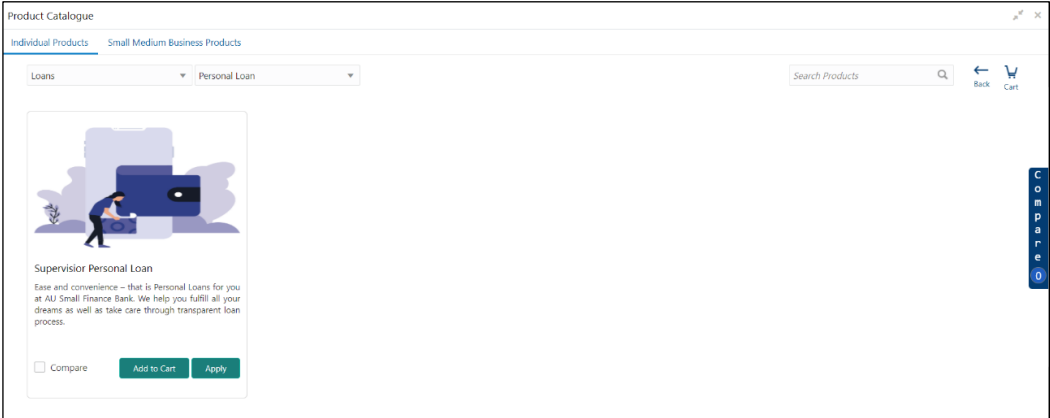 Product Catalogue
Individual Products Small Medium Business Products
Loans Personal Loan Search Products Back Cart
Supervisior Personal Loan
Ease and convenience – that is Personal Loans for you
at AU Small Finance Bank. We help you fulfill all your
dreams as well as take care through transparent loan
process.
Compare Add to Cart Apply
Compare 0